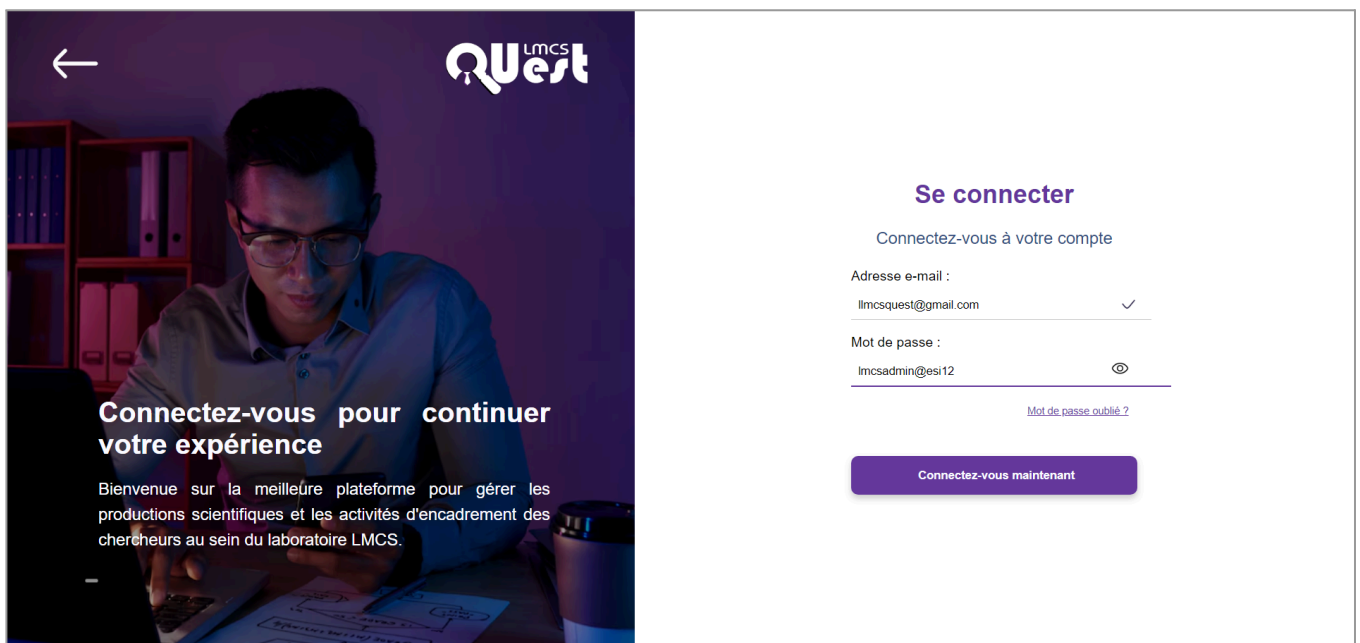 QUest LMCS
Connectez-vous pour continuer
votre expérience
Bienvenue sur la meilleure plateforme pour gérer les
productions scientifiques et les activités d'encadrement des
chercheurs au sein du laboratoire LMCS.
Se connecter
Connectez-vous à votre compte
Adresse e-mail :
llmcsquest@gmail.com
Mot de passe :
lmcsadmin@esi12
Mot de passe oublié ?
Connectez-vous maintenant